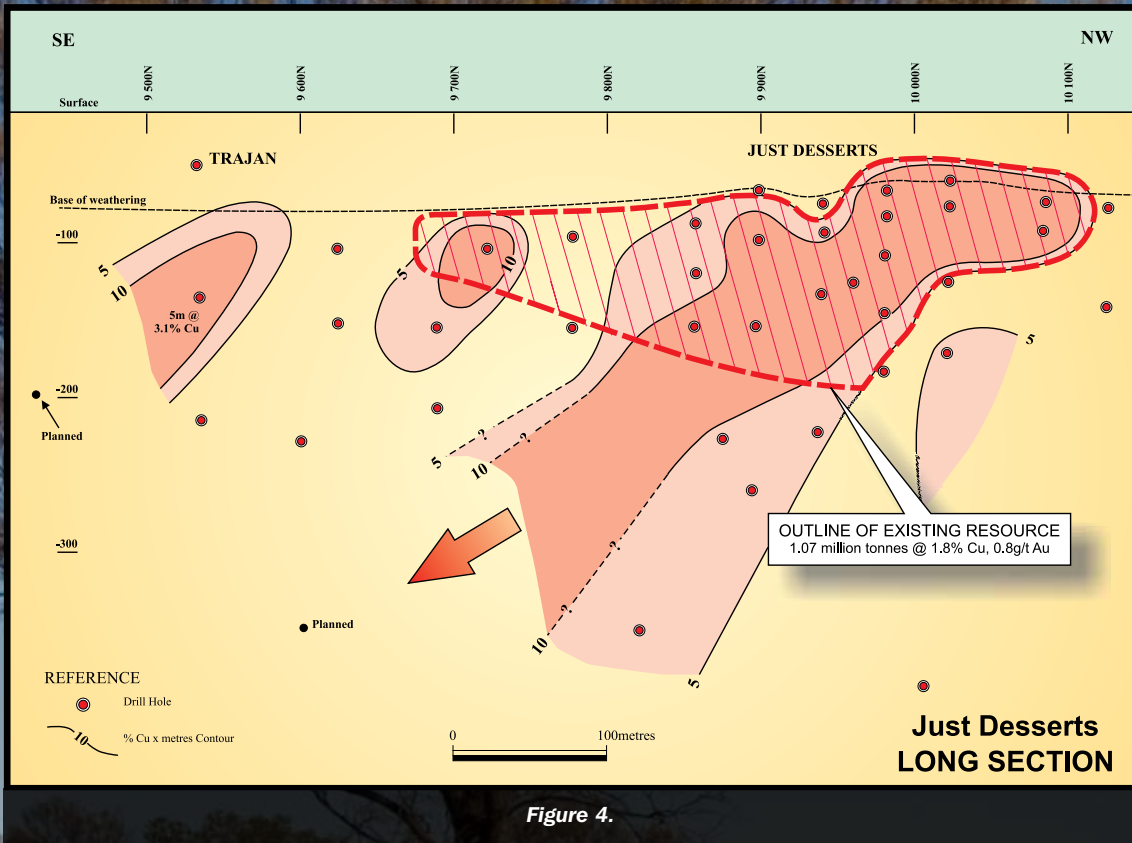 SE
NW
9 500N
9 600N
9 700N
9 800N
9 900N
10 000N
10 100N
Surface
TRAJAN
JUST DESSERTS
Base of weathering
-100
5
10
5m @
3.1% Cu
5
10
-200
Planned
5
10
?
?
5
-300
?
?
10
5
OUTLINE OF EXISTING RESOURCE
1.07 million tonnes @ 1.8% Cu, 0.8g/t Au
Planned
REFERENCE
Drill Hole
10
% Cu x metres Contour
0
100metres
Just Desserts
LONG SECTION
Figure 4.